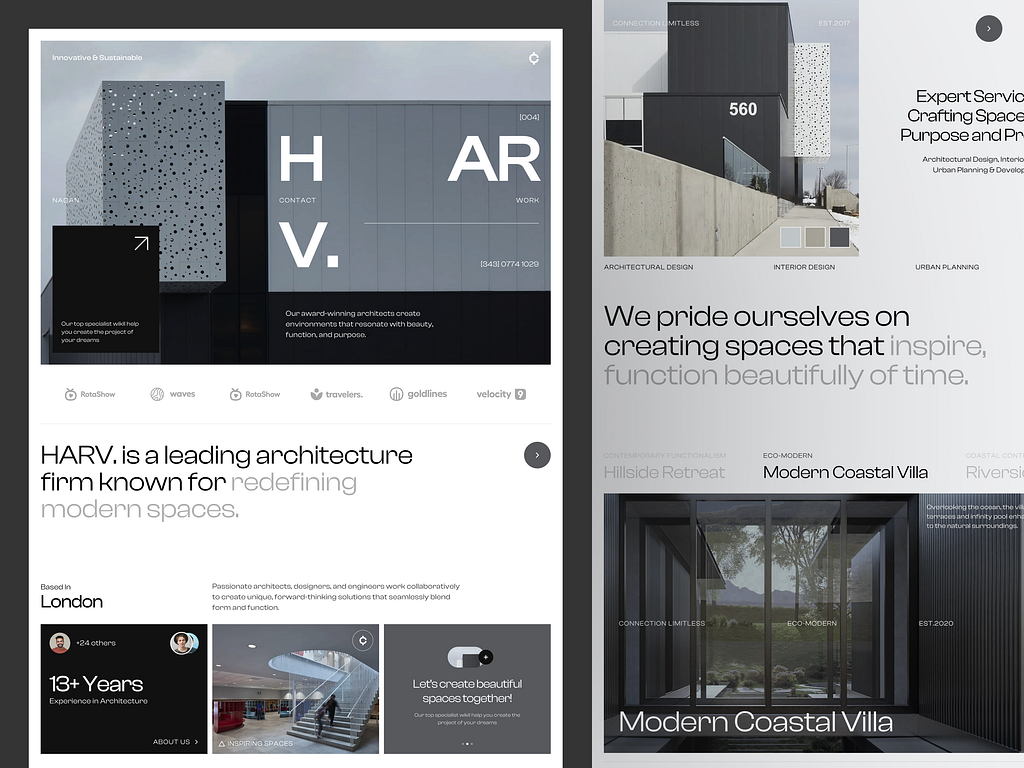 Innovative & Sustainable
[004]
H AR
NAGAN
CONTACT
WORK
V.
[343] 0774 1029
Our top specialist wikll help
you create the project of
your dreams
Our award-winning architects create
environments that resonate with beauty,
function, and purpose.
RotaShow
waves
RotaShow
travelers.
goldlines
velocity 9
HARV. is a leading architecture
firm known for redefining
modern spaces.
Based In
London
Passionate architects, designers, and engineers work collaboratively
to create unique, forward-thinking solutions that seamlessly blend
form and function.
+24 others
13+ Years
Experience in Architecture
ABOUT US
INSPIRING SPACES
Let's create beautiful
spaces together!
Our top specialist wikll help you create the
project of your dreams
CONNECTION LIMITLESS
EST.2017
560
Expert Servic
Crafting Space
Purpose and Pr
Architectural Design, Interio
Urban Planning & Develop
ARCHITECTURAL DESIGN
INTERIOR DESIGN
URBAN PLANNING
We pride ourselves on
creating spaces that inspire,
function beautifully of time.
CONTEMPORARY FUNCTIONALISM
Hillside Retreat
ECO-MODERN
Modern Coastal Villa
COASTAL CONT
Riversi
Overlooking the ocean, the vill
terraces and infinity pool enha
to the natural surroundings.
CONNECTION LIMITLESS
ECO-MODERN
EST.2020
Modern Coastal Villa